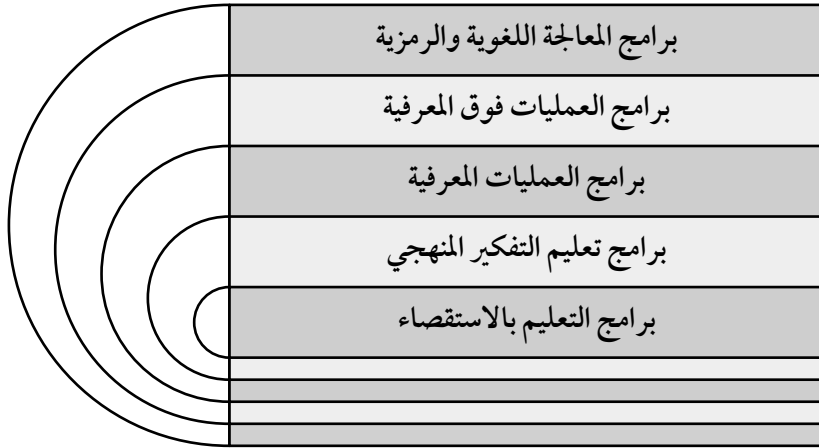 برامج المعالجة اللغوية والرمزية
برامج العمليات فوق المعرفية
برامج العمليات المعرفية
برامج تعليم التفكير المنهجي
برامج التعليم بالاستقصاء